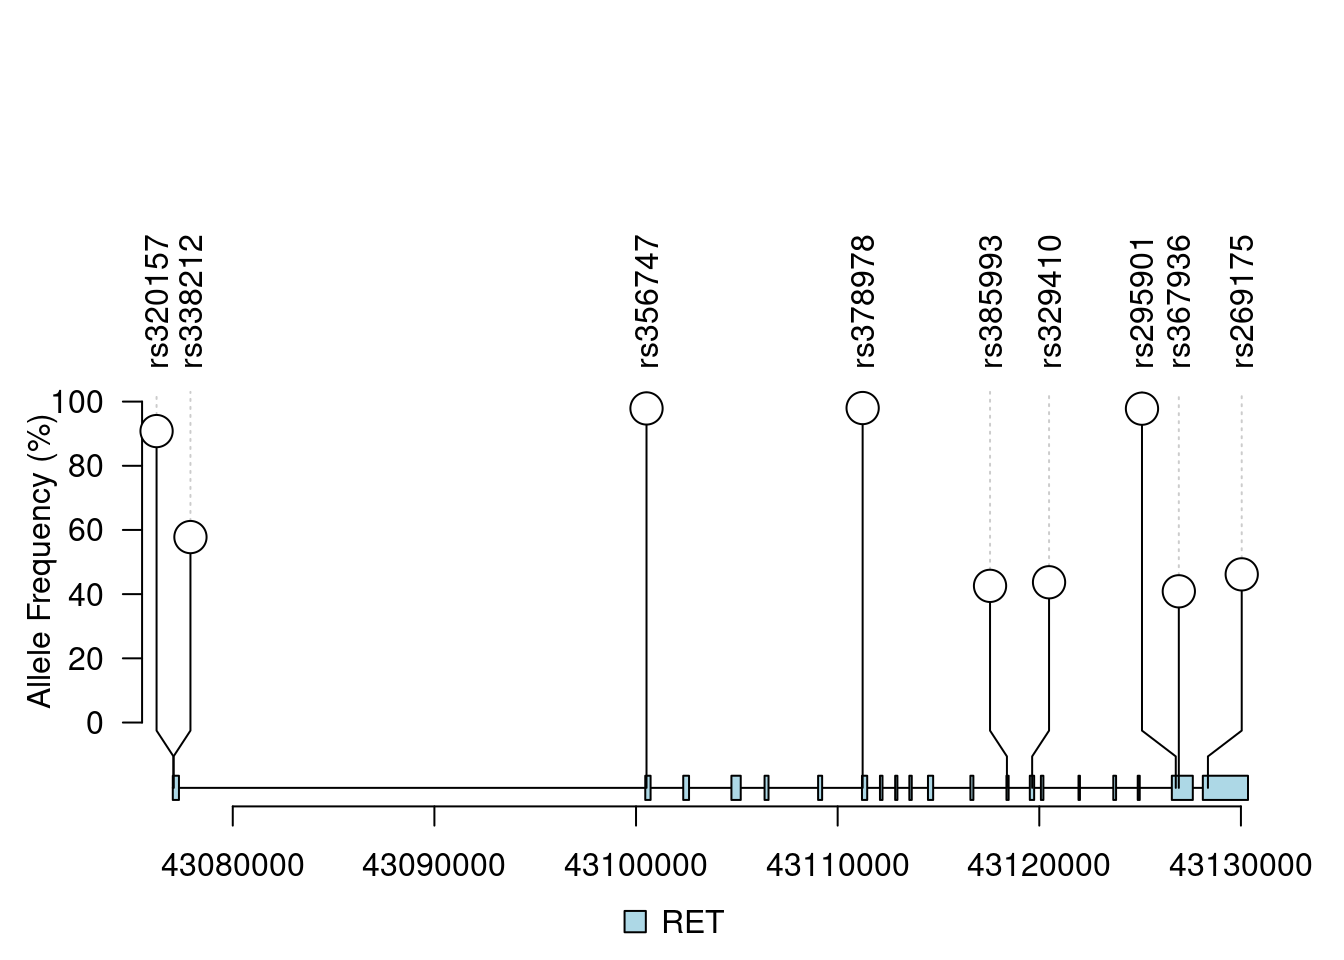 rs320157
rs338212
rs356747
rs378978
rs385993
rs329410
rs295901
rs367936
rs269175
Allele Frequency (%)
100
80
60
40
20
0
43080000 43090000 43100000 43110000 43120000 43130000
RET